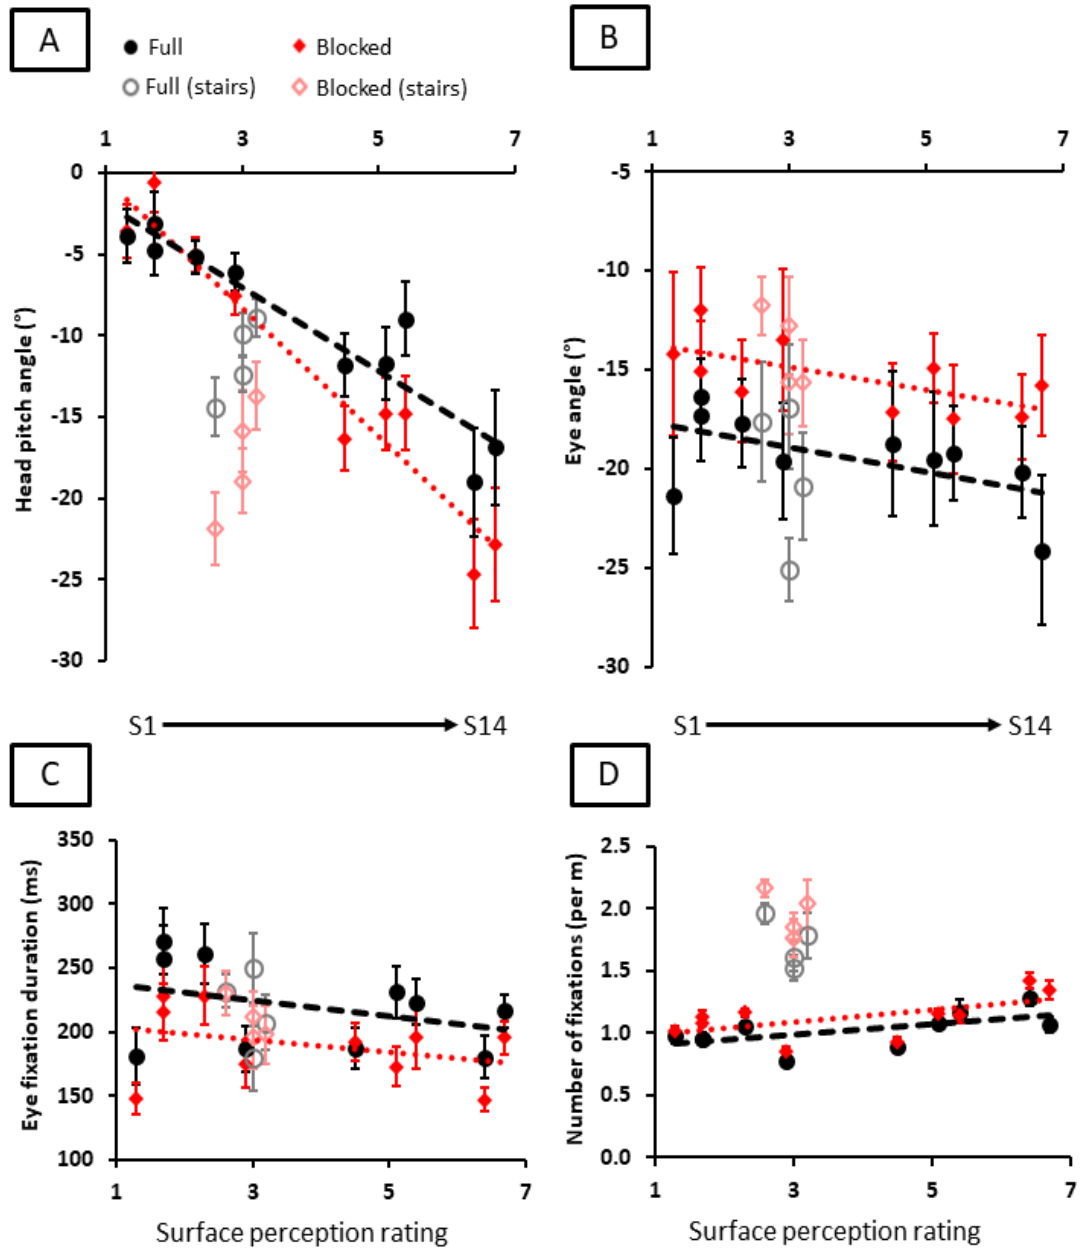 A
B
Full
Blocked
Full (stairs)
Blocked (stairs)
1 3 5 7
1 3 5 7
Head pitch angle (°)
0
-5
-10
-15
-20
-25
-30
Eye angle (°)
-5
-10
-15
-20
-25
-30
S1 S14
S1 S14
C
D
Eye fixation duration (ms)
350
300
250
200
150
100
1 3 5 7
Surface perception rating
Number of fixations (per m)
2.5
2.0
1.5
1.0
0.5
0.0
1 3 5 7
Surface perception rating